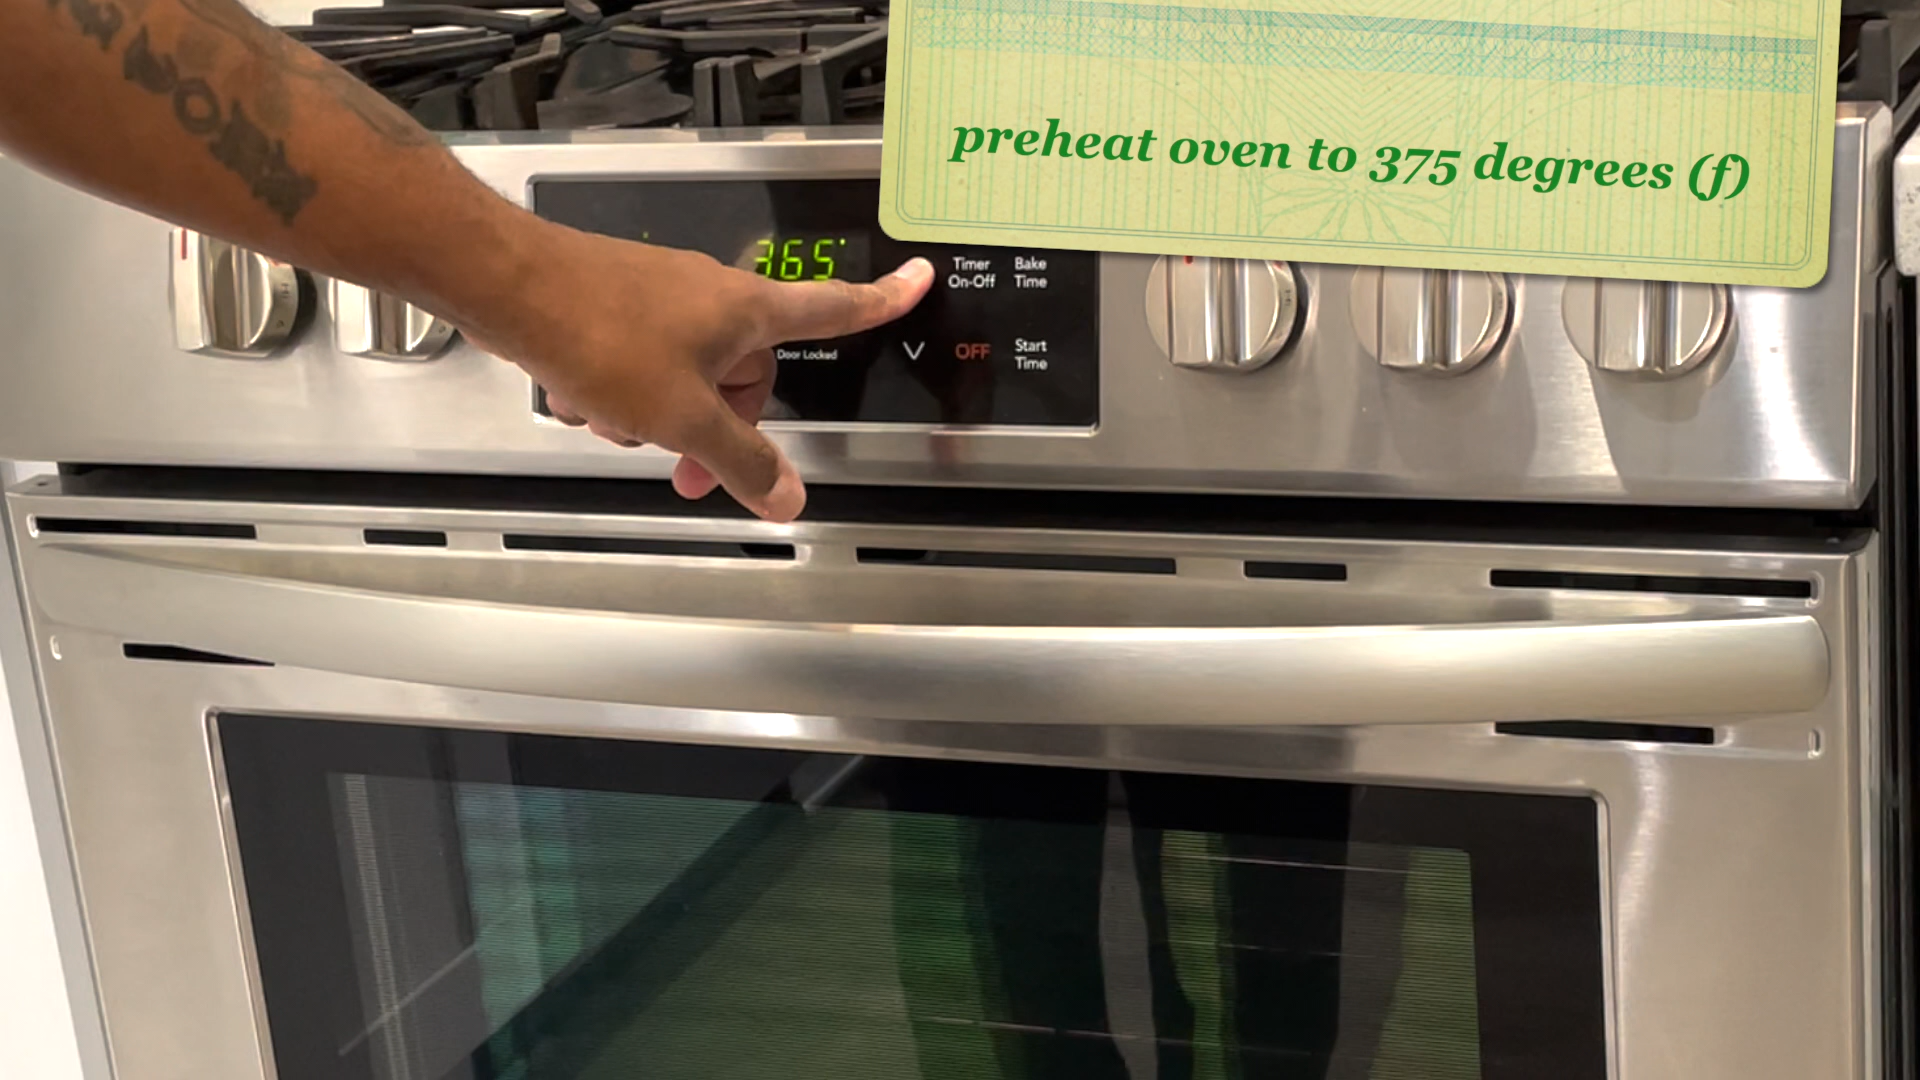 preheat oven to 375 degrees (f)
365°
Timer On-Off
Bake Time
Door Locked
OFF
Start Time